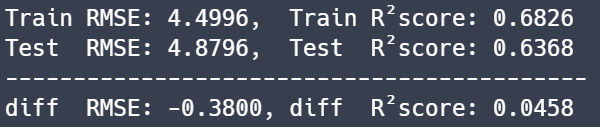 Train RMSE: 4.4996,  Train R²score: 0.6826
Test  RMSE: 4.8796,  Test  R²score: 0.6368
-------------------------------------------
diff  RMSE: -0.3800, diff  R²score: 0.0458